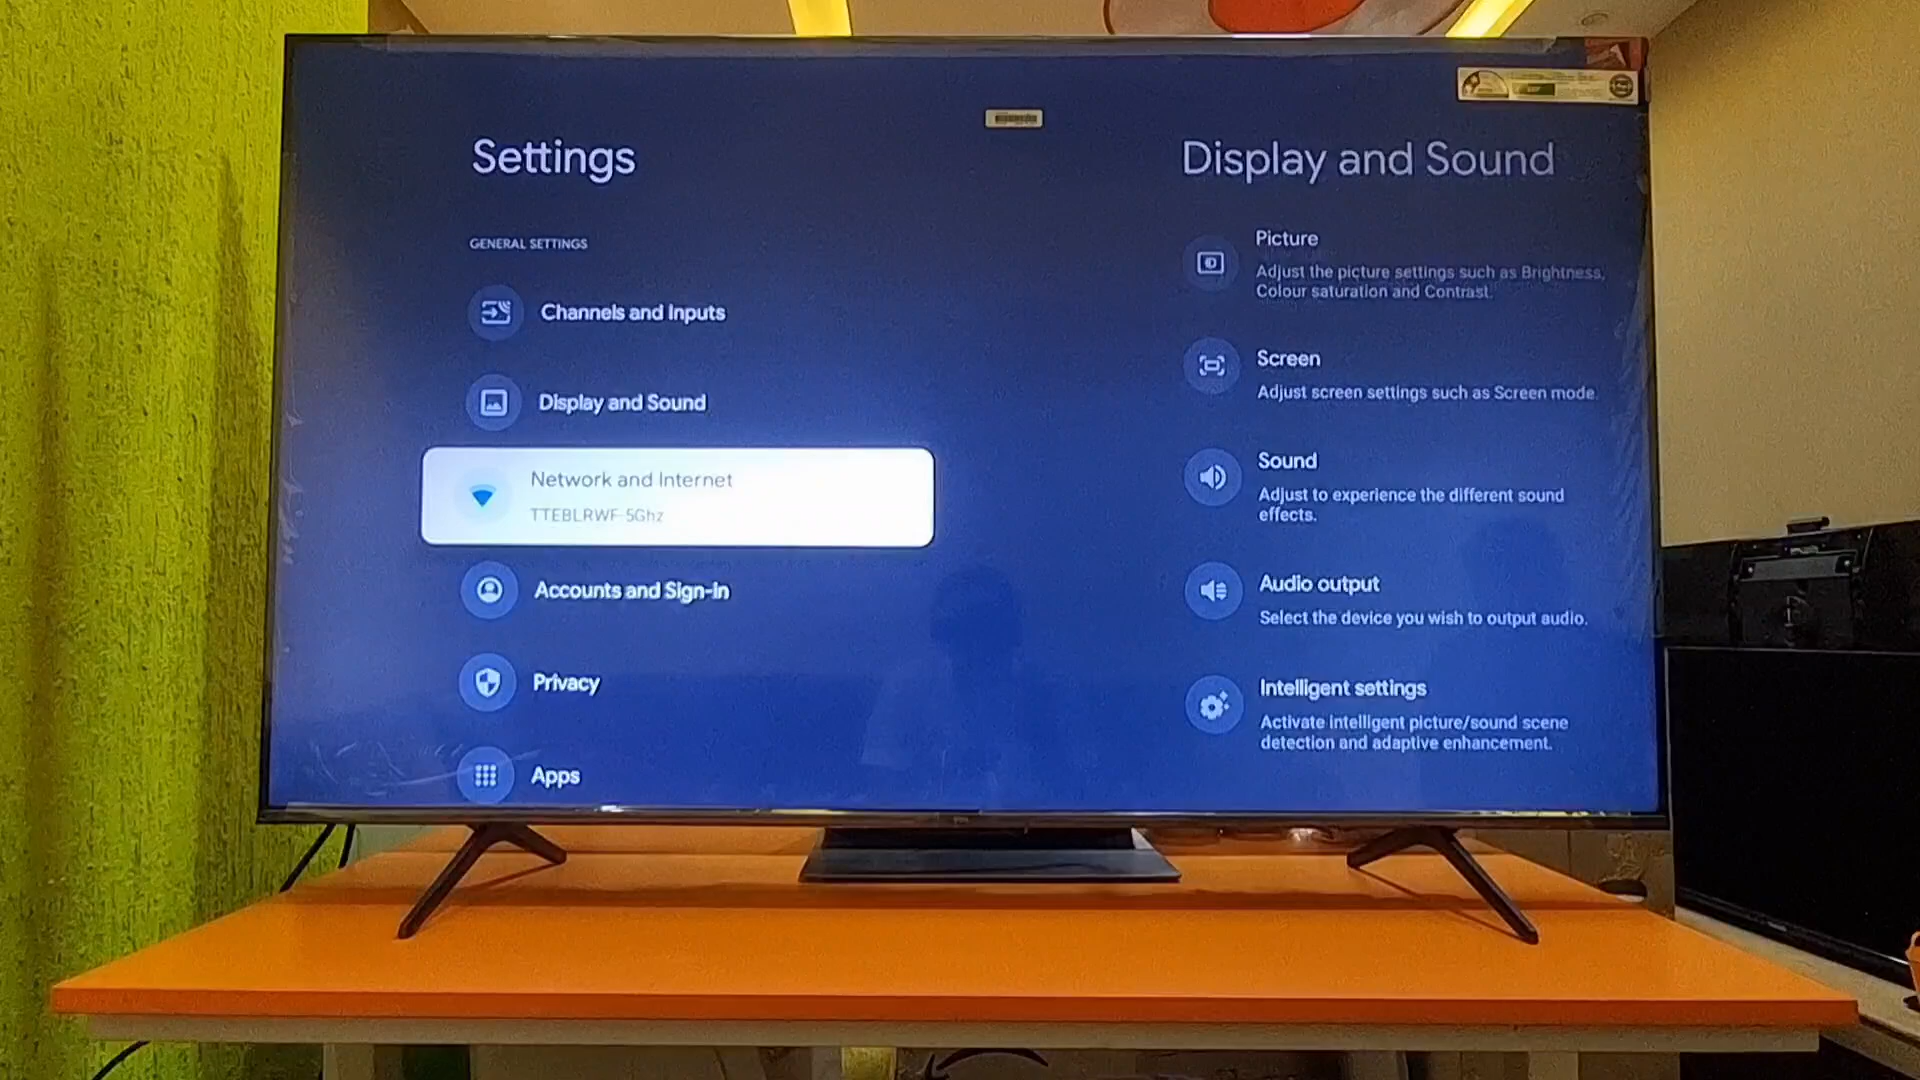 Settings
GENERAL SETTINGS
Channels and Inputs
Display and Sound
Network and Internet
TTEBLRWF-5Ghz
Accounts and Sign-In
Privacy
Apps
Display and Sound
Picture
Adjust the picture settings such as Brightness,
Colour saturation and Contrast.
Screen
Adjust screen settings such as Screen mode.
Sound
Adjust to experience the different sound
effects.
Audio output
Select the device you wish to output audio.
Intelligent settings
Activate intelligent picture/sound scene
detection and adaptive enhancement.